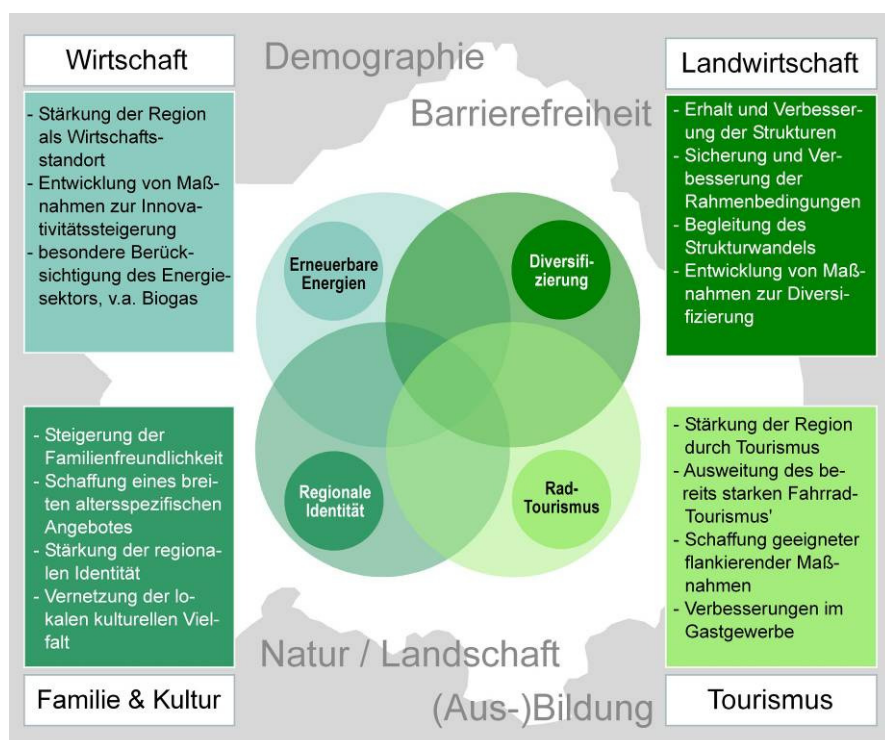 Wirtschaft
- Stärkung der Region
als Wirtschafts-
standort
- Entwicklung von Maß-
nahmen zur Innova-
tivitätssteigerung
- besondere Berück-
sichtigung des Energie-
sektors, v.a. Biogas
Demographie
Barrierefreiheit
Landwirtschaft
- Erhalt und Verbesser-
ung der Strukturen
- Sicherung und Ver-
besserung der
Rahmenbedingungen
- Begleitung des
Strukturwandels
- Entwicklung von Maß-
nahmen zur Diversi-
fizierung
Erneuerbare
Energien
Diversifi-
zierung
Regionale
Identität
Rad-
Tourismus
- Steigerung der
Familienfreundlichkeit
- Schaffung eines brei-
ten altersspezifischen
Angebotes
- Stärkung der regiona-
len Identität
- Vernetzung der lo-
kalen kulturellen Viel-
falt
Familie & Kultur
Natur / Landschaft
(Aus-)Bildung
- Stärkung der Region
durch Tourismus
- Ausweitung des be-
reits starken Fahrrad-
Tourismus'
- Schaffung geeigneter
flankierender Maß-
nahmen
- Verbesserungen im
Gastgewerbe
Tourismus